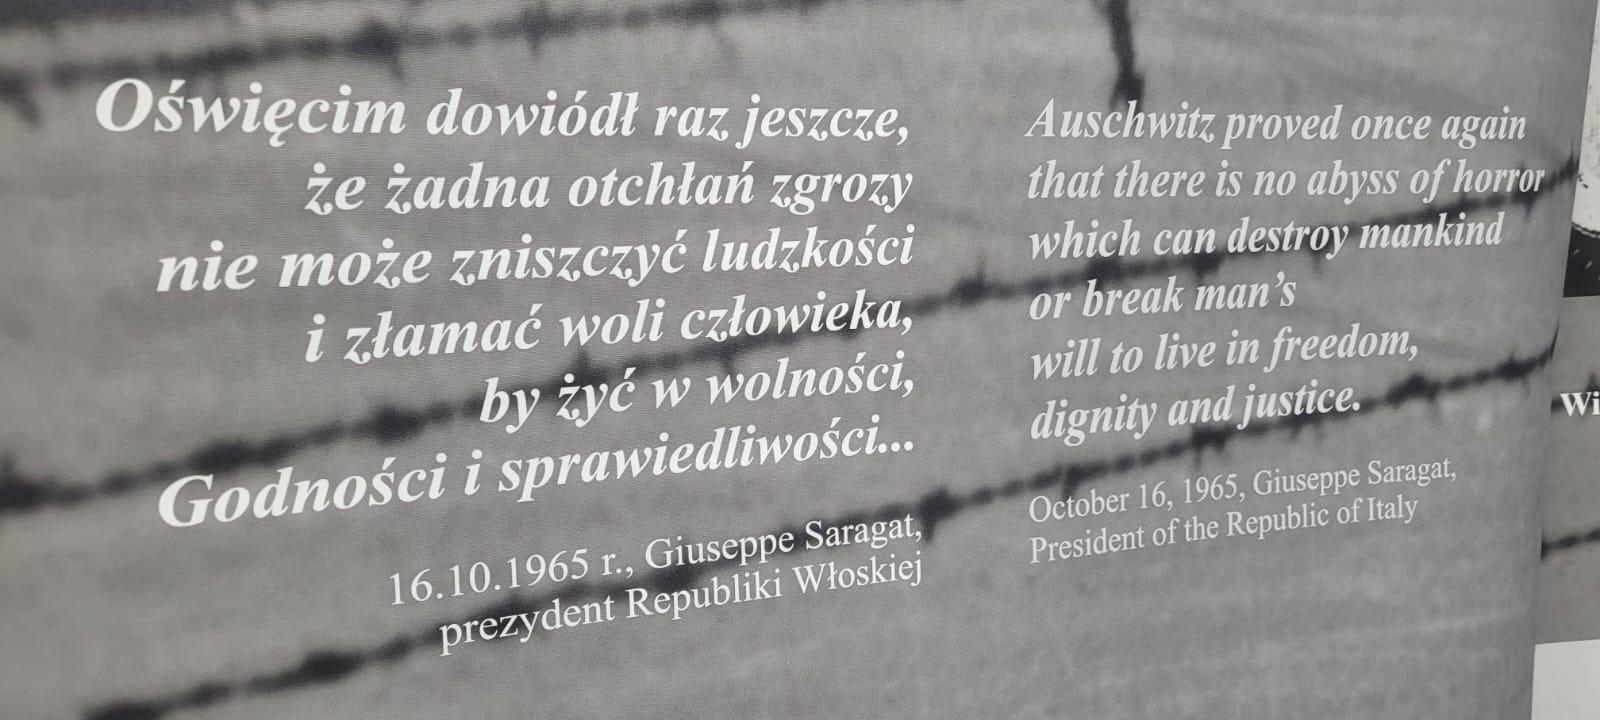 Oświęcim dowiódł raz jeszcze,
że żadna otchłań zgrozy
nie może zniszczyć ludzkości
i złamać woli człowieka,
by żyć w wolności,
Godności i sprawiedliwości...
16.10.1965 r., Giuseppe Saragat,
prezydent Republiki Włoskiej
Auschwitz proved once again
that there is no abyss of horror
which can destroy mankind
or break man's
will to live in freedom,
dignity and justice.
October 16, 1965, Giuseppe Saragat,
President of the Republic of Italy